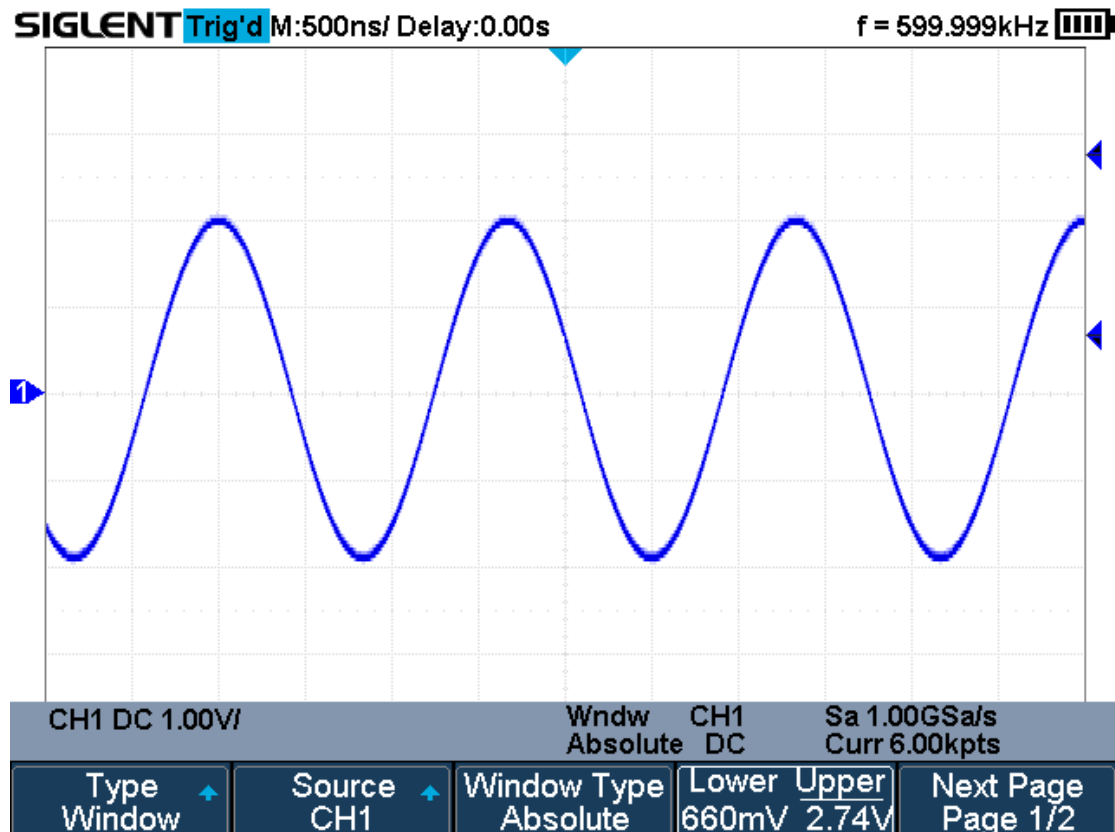 SIGLENT Trig'd M:500ns/ Delay:0.00s f = 599.999kHz
1
CH1 DC 1.00V/ Wndw CH1 Sa 1.00GSa/s
Absolute DC Curr 6.00kpts
Type Source Window Type Lower Upper Next Page
Window CH1 Absolute 660mV 2.74V Page 1/2